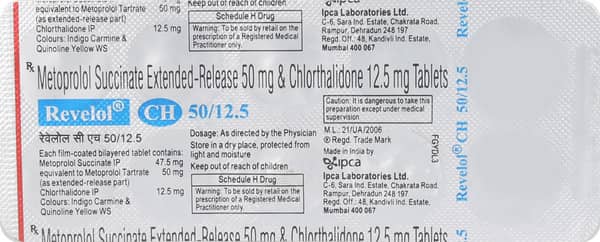 equivalent to Metoprolol Tartrate 50 mg
(as extended-release part)
Chlorthalidone IP 12.5 mg
Colours: Indigo Carmine &
Quinoline Yellow WS
Keep out of reach of children
Schedule H Drug
Warning: To be sold by retail on the
prescription of a Registered Medical
Practitioner only.
ipca
Ipca Laboratories Ltd.
C-6, Sara Ind. Estate, Chakrata Road,
Rampur, Dehradun 248 197
Regd. Off.: 48, Kandivli Ind. Estate,
Mumbai 400 067
Rx Metoprolol Succinate Extended-Release 50 mg & Chlorthalidone 12.5 mg Tablets
Revelol® CH 50/12.5
रेवेलोल सी एच 50/12.5
Each film-coated bilayered tablet contains:
Metoprolol Succinate IP 47.5 mg
equivalent to Metoprolol Tartrate 50 mg
(as extended-release part)
Chlorthalidone IP 12.5 mg
Colours: Indigo Carmine &
Quinoline Yellow WS
Dosage: As directed by the Physician
Store in a dry place, protected from
light and moisture
Keep out of reach of children
Schedule H Drug
Warning: To be sold by retail on the
prescription of a Registered Medical
Practitioner only.
Caution: It is dangerous to take this
preparation except under medical
supervision
M.L. 21/UA/2006
® Regd. Trade Mark
Made in India by
ipca
Ipca Laboratories Ltd.
C-6, Sara Ind. Estate, Chakrata Road,
Rampur, Dehradun 248 197
Regd. Off.: 48, Kandivli Ind. Estate,
Mumbai 400 067
FGYDL3
Revelol® CH 50/12.5
Rx Metoprolol Succinate Extended-Release 50 mg & Chlorthalidone 12.5 mg Tablets